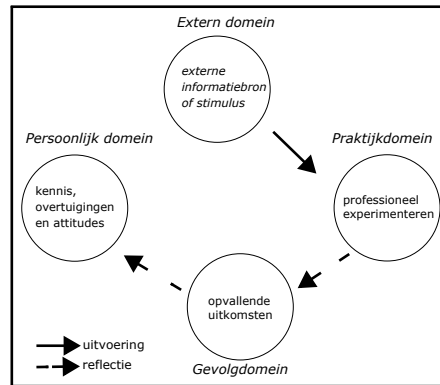 Extern domein
externe
informatiebron
of stimulus
Persoonlijk domein
Praktijkdomein
kennis,
overtuigingen
en attitudes
professioneel
experimenteren
opvallende
uitkomsten
uitvoering
reflectie
Gevolgdomein